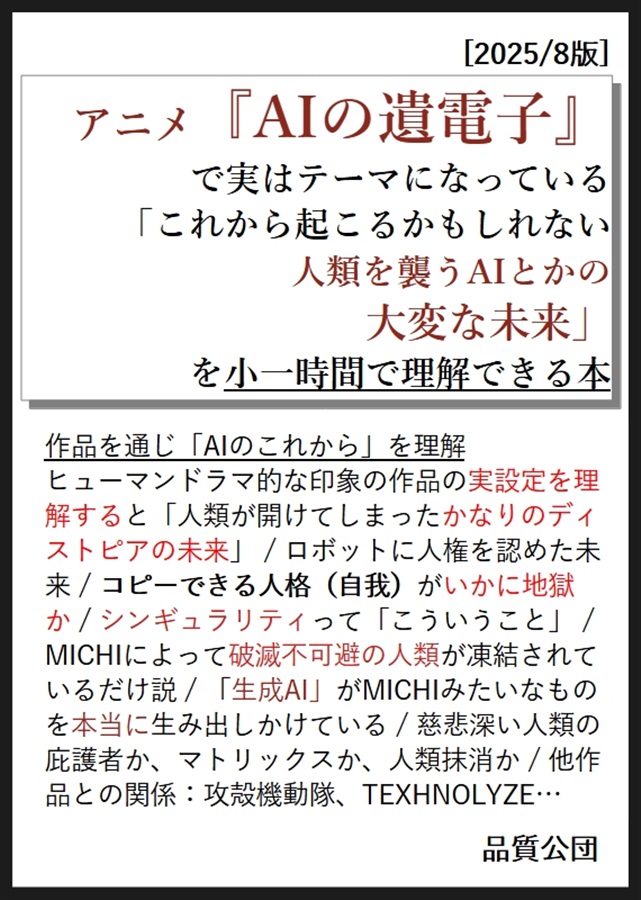 [2025/8版]
アニメ『AIの遺電子』
で実はテーマになっている
「これから起こるかもしれない
人類を襲うAIとかの
大変な未来」
を小一時間で理解できる本
作品を通じ「AIのこれから」を理解
ヒューマンドラマ的な印象の作品の実設定を理
解すると「人類が開けてしまったかなりのディ
ストピアの未来」 / ロボットに人権を認めた未
来 / コピーできる人格（自我）がいかに地獄
か / シンギュラリティって「こういうこと」 /
MICHIによって破滅不可避の人類が凍結されて
いるだけ説 / 「生成AI」がMICHIみたいなもの
を本当に生み出しかけている / 慈悲深い人類の
庇護者か、マトリックスか、人類抹消か / 他作
品との関係：攻殻機動隊、TEXHNOLYZE…
品質公団